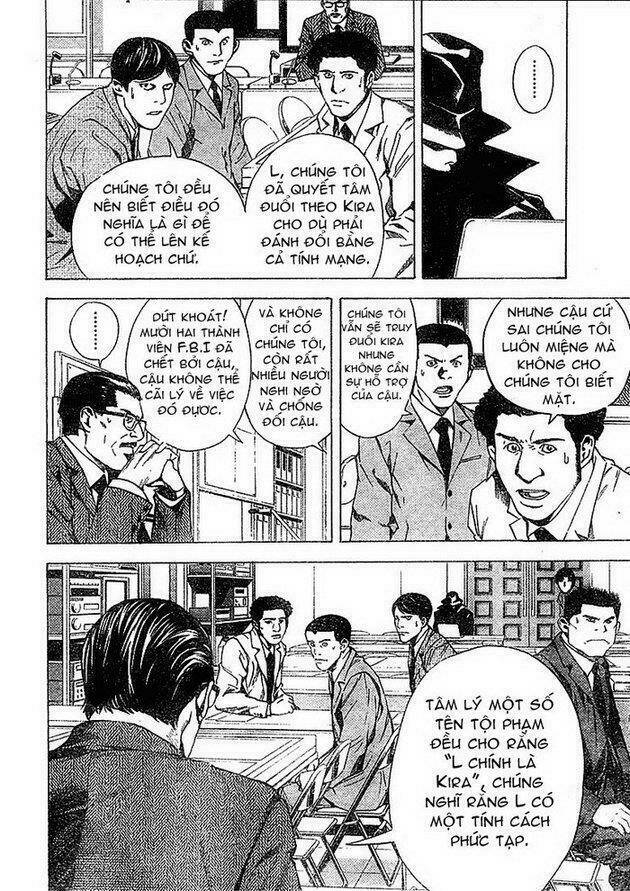 ........
L, CHÚNG TÔI
ĐÃ QUYẾT TÂM
ĐUỔI THEO KIRA
CHO DÙ PHẢI
ĐÁNH ĐỔI BẰNG
CẢ TÍNH MẠNG.
CHÚNG TÔI ĐỀU
NÊN BIẾT ĐIỀU ĐÓ
NGHĨA LÀ GÌ ĐỂ
CÓ THỂ LÊN KẾ
HOẠCH CHỨ.
NHƯNG CẬU CỨ
SAI CHÚNG TÔI
LUÔN MIỆNG MÀ
KHÔNG CHO
CHÚNG TÔI BIẾT
MẶT.
CHÚNG TÔI
VẪN SẼ TRUY
ĐUỔI KIRA
NHƯNG
KHÔNG CẦN
SỰ HỖ TRỢ
CỦA CẬU.
VÀ KHÔNG
CHỈ CÓ
CHÚNG TÔI,
CÒN RẤT
NHIỀU NGƯỜI
NGHI NGỜ
VÀ CHỐNG
ĐỐI CẬU.
DỨT KHOÁT!
MƯỜI HAI THÀNH
VIÊN F.B.I ĐÃ
CHẾT BỞI CẬU,
CẬU KHÔNG THỂ
CÃI LÝ VỀ VIỆC
ĐÓ ĐƯỢC.
........
TÂM LÝ MỘT SỐ
TÊN TỘI PHẠM
ĐỀU CHO RẰNG
"L CHÍNH LÀ
KIRA", CHÚNG
NGHĨ RẰNG L CÓ
MỘT TÍNH CÁCH
PHỨC TẠP.